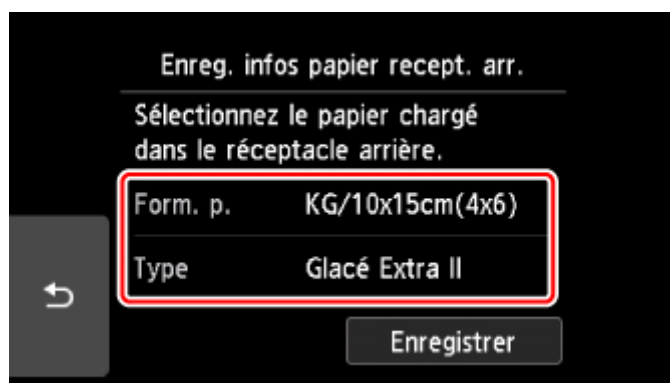 Enreg. infos papier recept. arr.
Sélectionnez le papier chargé
dans le réceptacle arrière.
Form. p. KG/10x15cm(4x6)
Type Glacé Extra II
Enregistrer